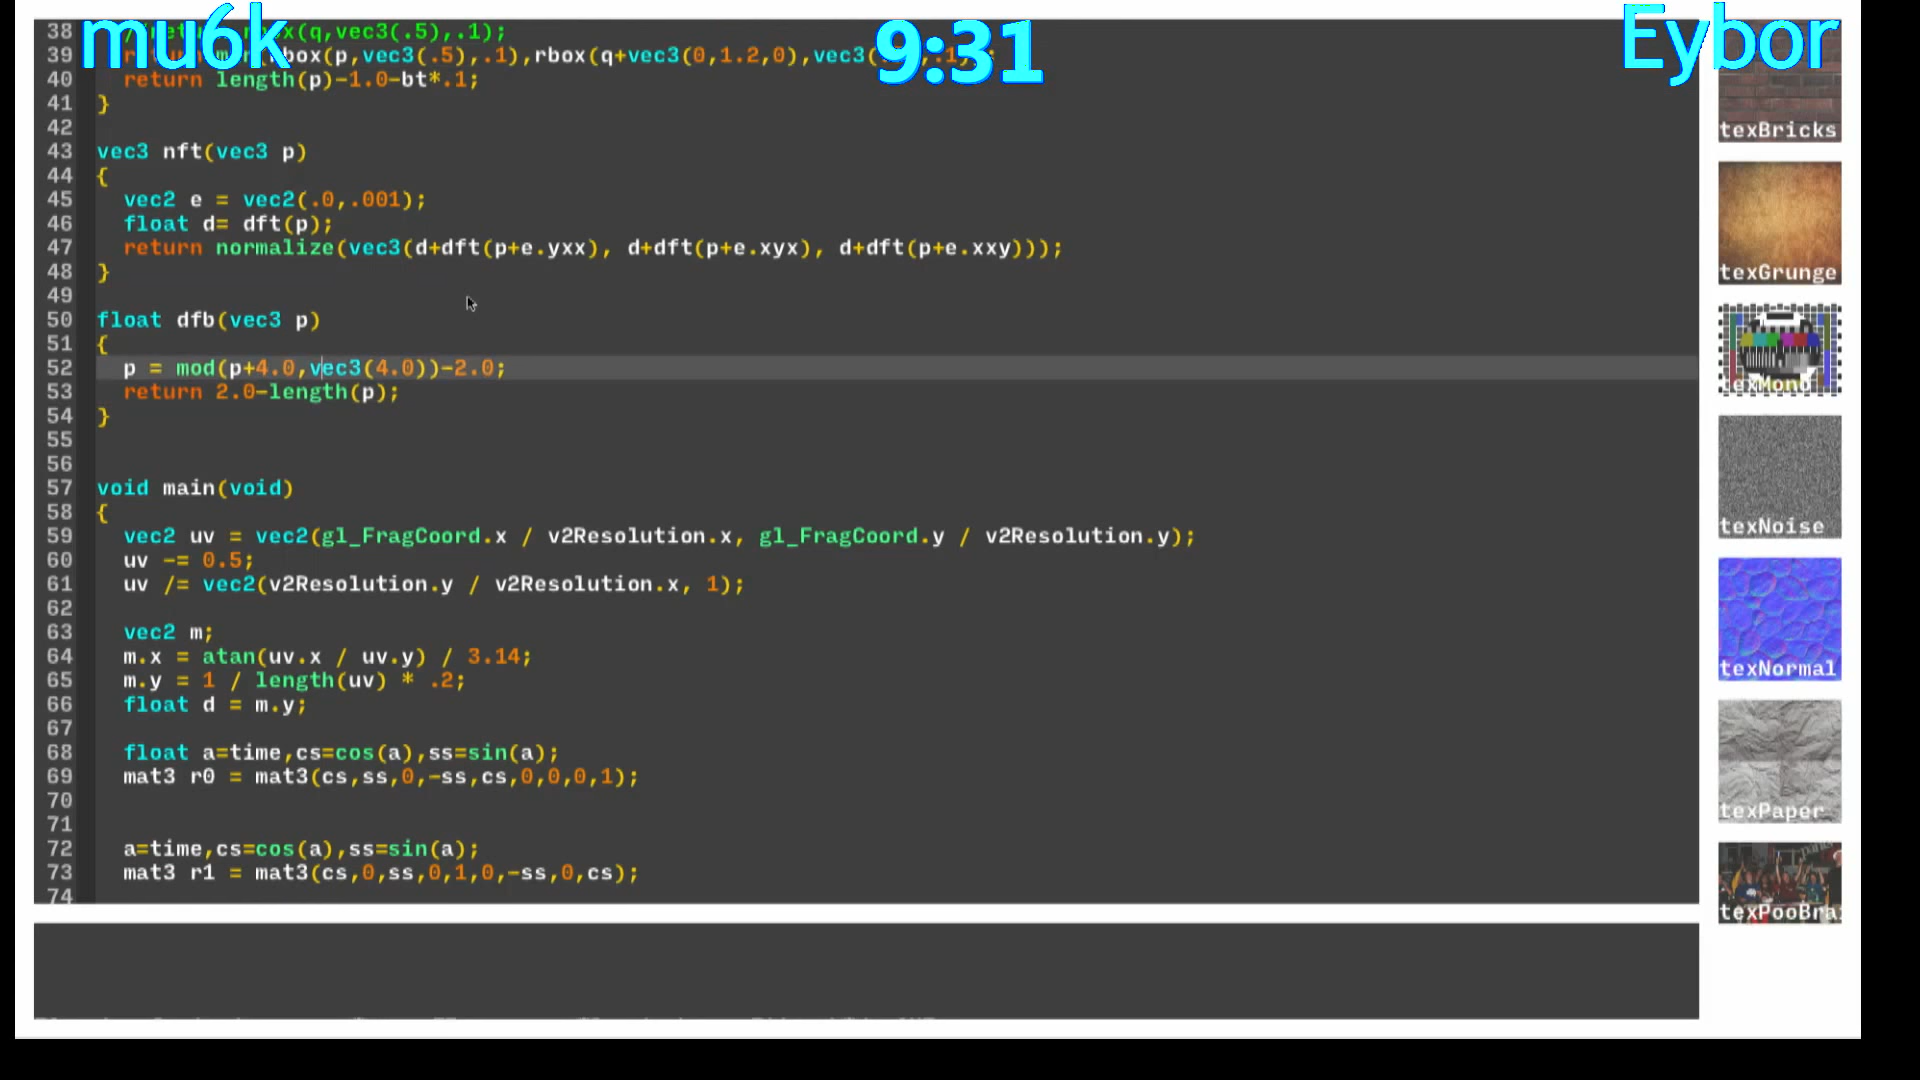 mu6k
9:31
Eybor
38 (q,vec3(.5),.1);
39 box(p,vec3(.5),.1),rbox(q+vec3(0,1.2,0),vec3(
40 return length(p)-1.0-bt*.1;
41 }
42
43 vec3 nft(vec3 p)
44 {
45 vec2 e = vec2(.0,.001);
46 float d= dft(p);
47 return normalize(vec3(d+dft(p+e.yxx), d+dft(p+e.xyx), d+dft(p+e.xxy)));
48 }
49
50 float dfb(vec3 p)
51 {
52 p = mod(p+4.0,vec3(4.0))-2.0;
53 return 2.0-length(p);
54 }
55
56
57 void main(void)
58 {
59 vec2 uv = vec2(gl_FragCoord.x / v2Resolution.x, gl_FragCoord.y / v2Resolution.y);
60 uv -= 0.5;
61 uv /= vec2(v2Resolution.y / v2Resolution.x, 1);
62
63 vec2 m;
64 m.x = atan(uv.x / uv.y) / 3.14;
65 m.y = 1 / length(uv) * .2;
66 float d = m.y;
67
68 float a=time,cs=cos(a),ss=sin(a);
69 mat3 r0 = mat3(cs,ss,0,-ss,cs,0,0,0,1);
70
71
72 a=time,cs=cos(a),ss=sin(a);
73 mat3 r1 = mat3(cs,0,ss,0,1,0,-ss,0,cs);
74
texBricks
texGrunge
texMono
texNoise
texNormal
texPaper
texPooBra